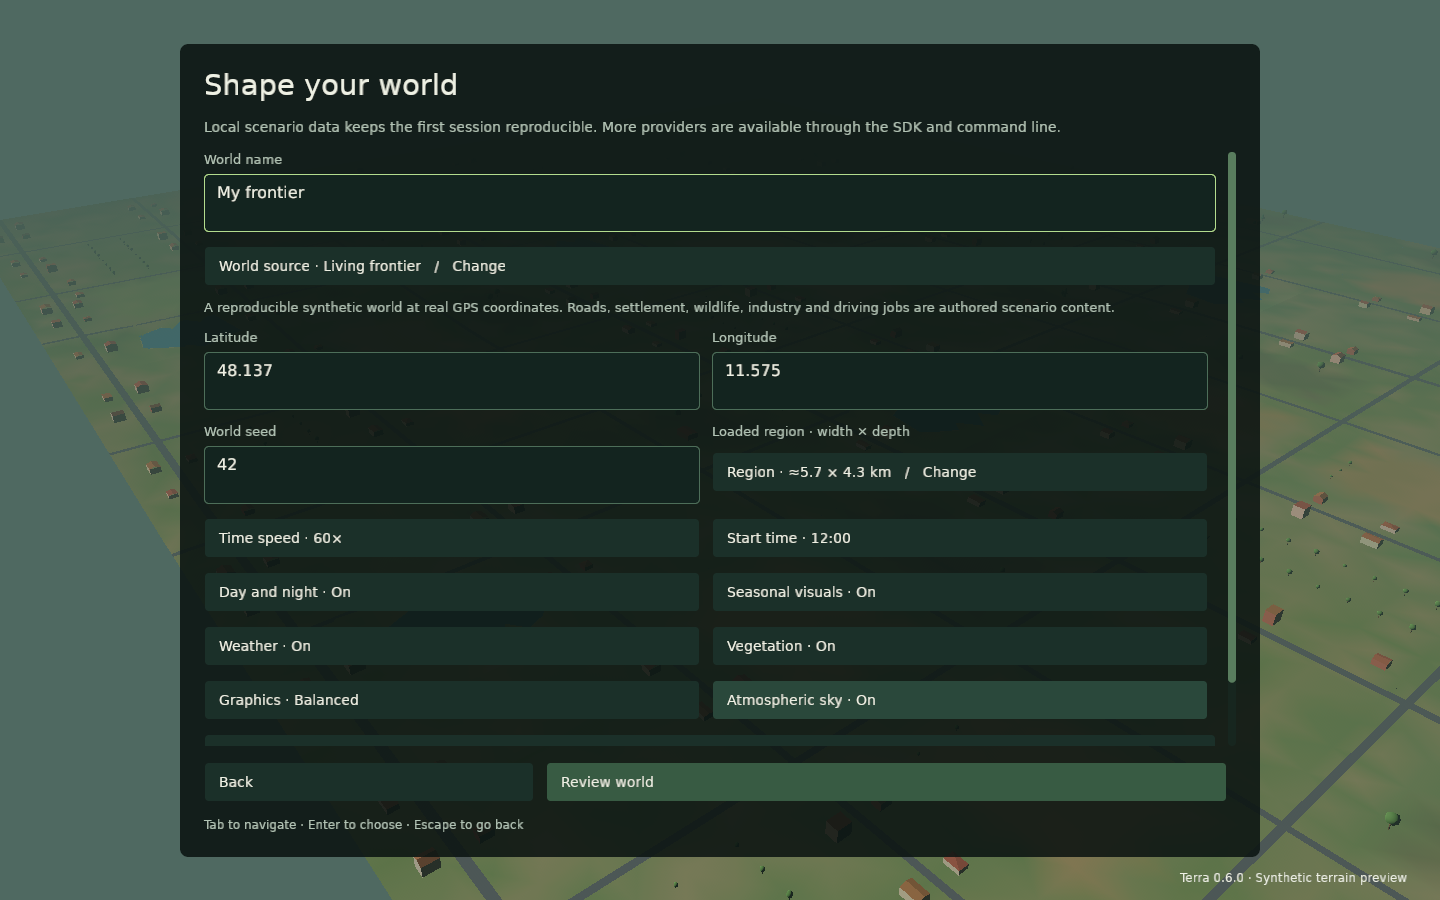 Shape your world
Local scenario data keeps the first session reproducible. More providers are available through the SDK and command line.
World name
My frontier
World source · Living frontier / Change
A reproducible synthetic world at real GPS coordinates. Roads, settlement, wildlife, industry and driving jobs are authored scenario content.
Latitude
Longitude
48.137
11.575
World seed
Loaded region · width × depth
42
Region · ≈5.7 × 4.3 km / Change
Time speed · 60×
Start time · 12:00
Day and night · On
Seasonal visuals · On
Weather · On
Vegetation · On
Graphics · Balanced
Atmospheric sky · On
Back
Review world
Tab to navigate · Enter to choose · Escape to go back
Terra 0.6.0 · Synthetic terrain preview